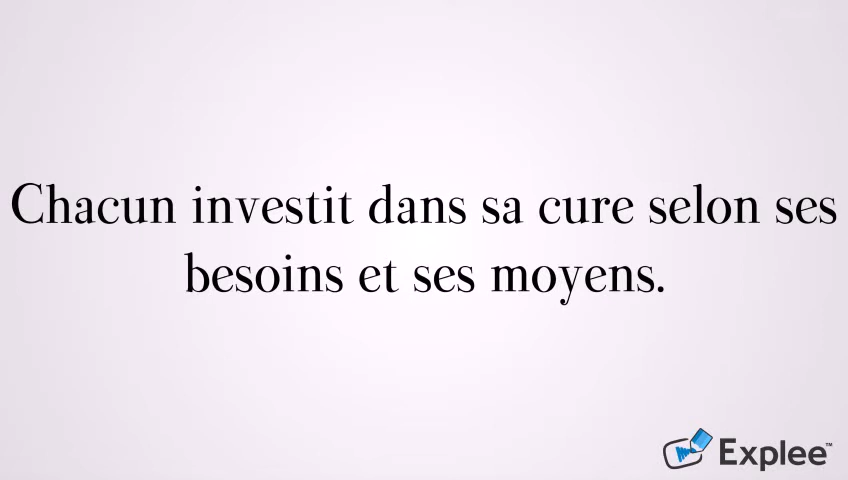 Chacun investit dans sa cure selon ses
besoins et ses moyens.
Explee™